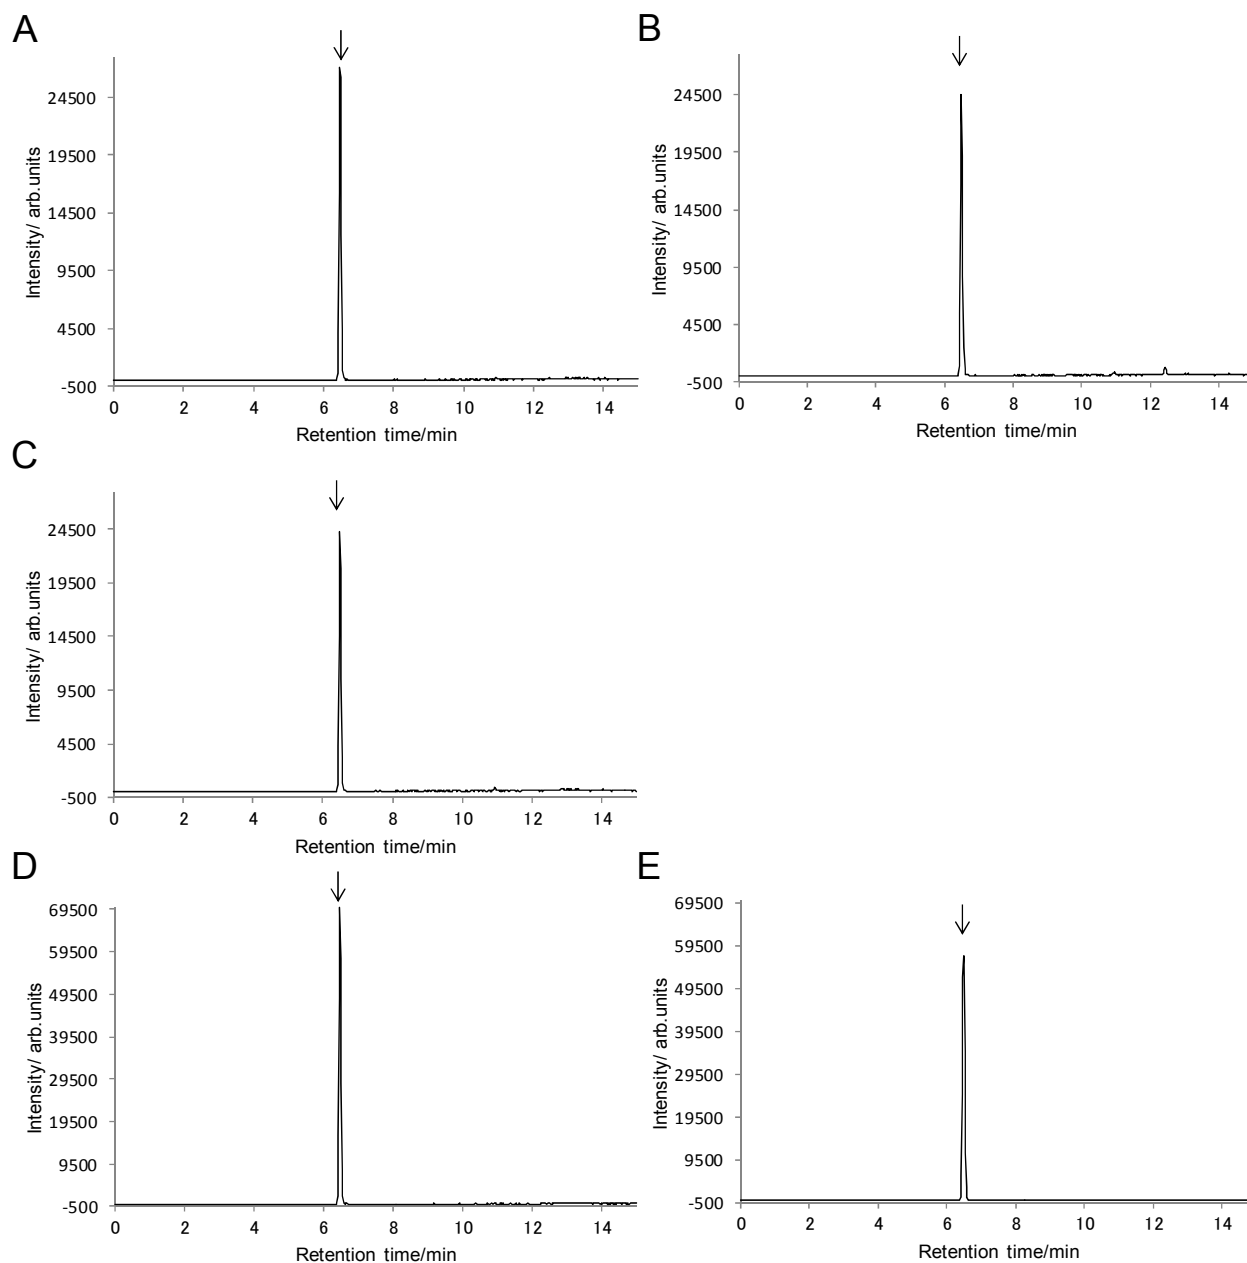 A
24500
19500
14500
9500
4500
-500
0 2 4 6 8 10 12 14
Intensity/ arb.units
Retention time/min
B
24500
19500
14500
9500
4500
-500
0 2 4 6 8 10 12 14
Intensity/ arb.units
Retention time/min
C
24500
19500
14500
9500
4500
-500
0 2 4 6 8 10 12 14
Intensity/ arb.units
Retention time/min
D
69500
59500
49500
39500
29500
19500
9500
-500
0 2 4 6 8 10 12 14
Intensity/ arb.units
Retention time/min
E
69500
59500
49500
39500
29500
19500
9500
-500
0 2 4 6 8 10 12 14
Intensity/ arb.units
Retention time/min